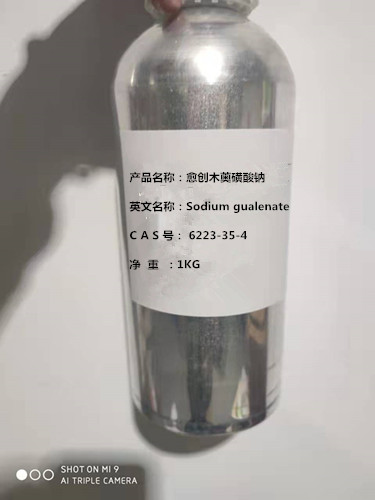 产品名称：愈创木薁磺酸钠
英文名称：Sodium gualenate
C A S 号： 6223-35-4
净 重 ：1KG
SHOT ON MI 9
AI TRIPLE CAMERA